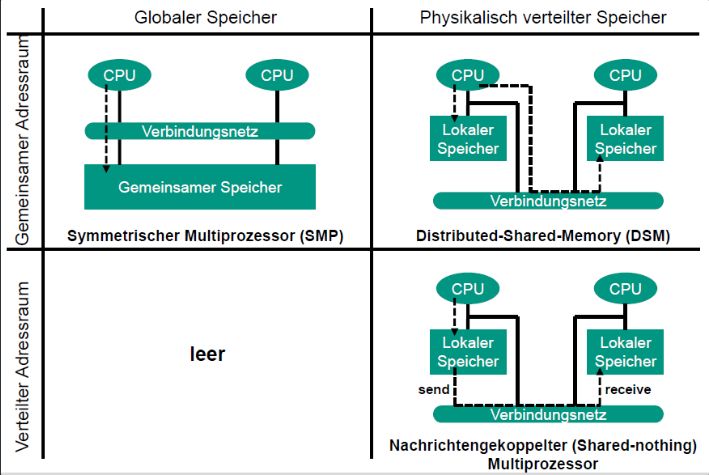 Globaler Speicher
Physikalisch verteilter Speicher
Gemeinsamer Adressraum
CPU
CPU
Verbindungsnetz
Gemeinsamer Speicher
Symmetrischer Multiprozessor (SMP)
CPU
CPU
Lokaler
Speicher
Lokaler
Speicher
Verbindungsnetz
Distributed-Shared-Memory (DSM)
Verteilter Adressraum
leer
CPU
CPU
Lokaler
Speicher
Lokaler
Speicher
send
receive
Verbindungsnetz
Nachrichtengekoppelter (Shared-nothing)
Multiprozessor